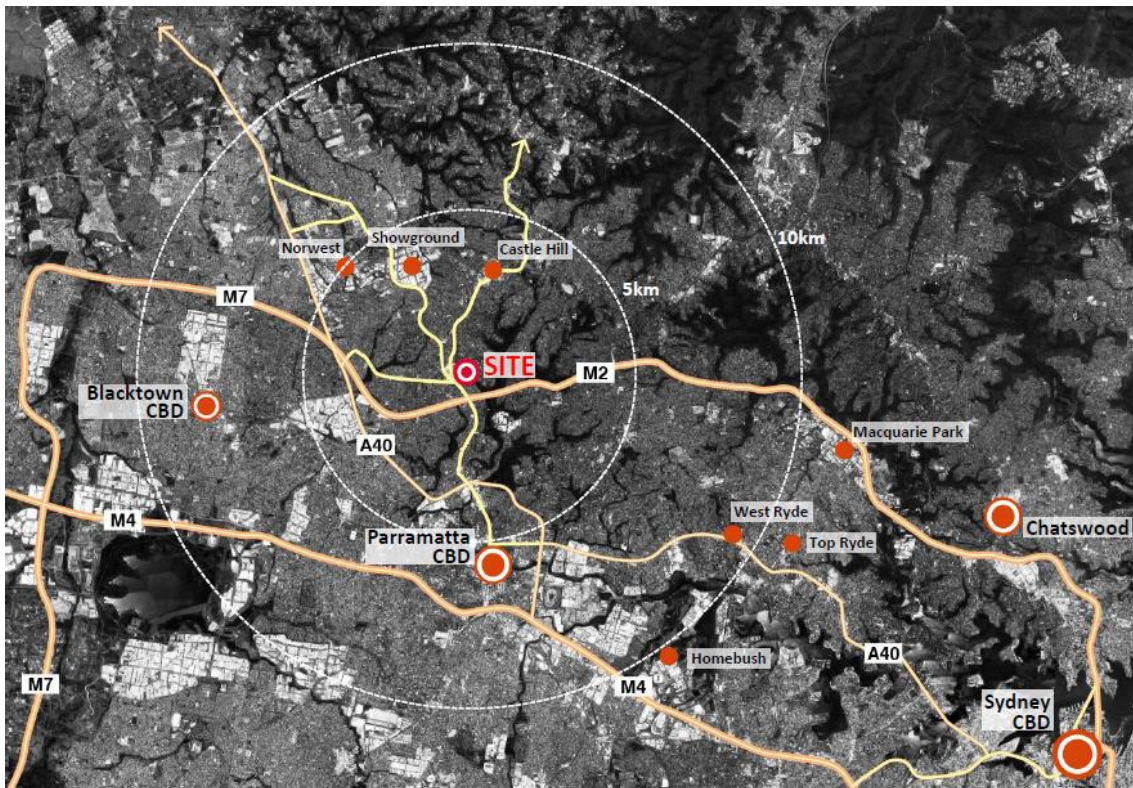 10km
Norwest
Showground
Castle Hill
5km
M7
SITE
M2
Blacktown
CBD
A40
Macquarie Park
M4
Parramatta
CBD
West Ryde
Top Ryde
Chatswood
Homebush
A40
M7
M4
Sydney
CBD